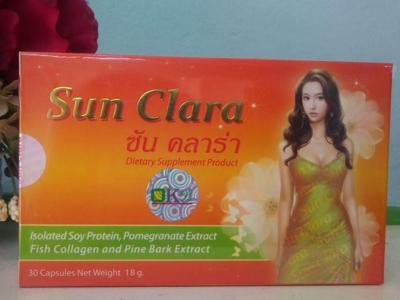 Sun Clara
ซัน คลาร่า
Dietary Supplement Product
Isolated Soy Protein, Pomegranate Extract
Fish Collagen and Pine Bark Extract
30 Capsules Net Weight 18 g.